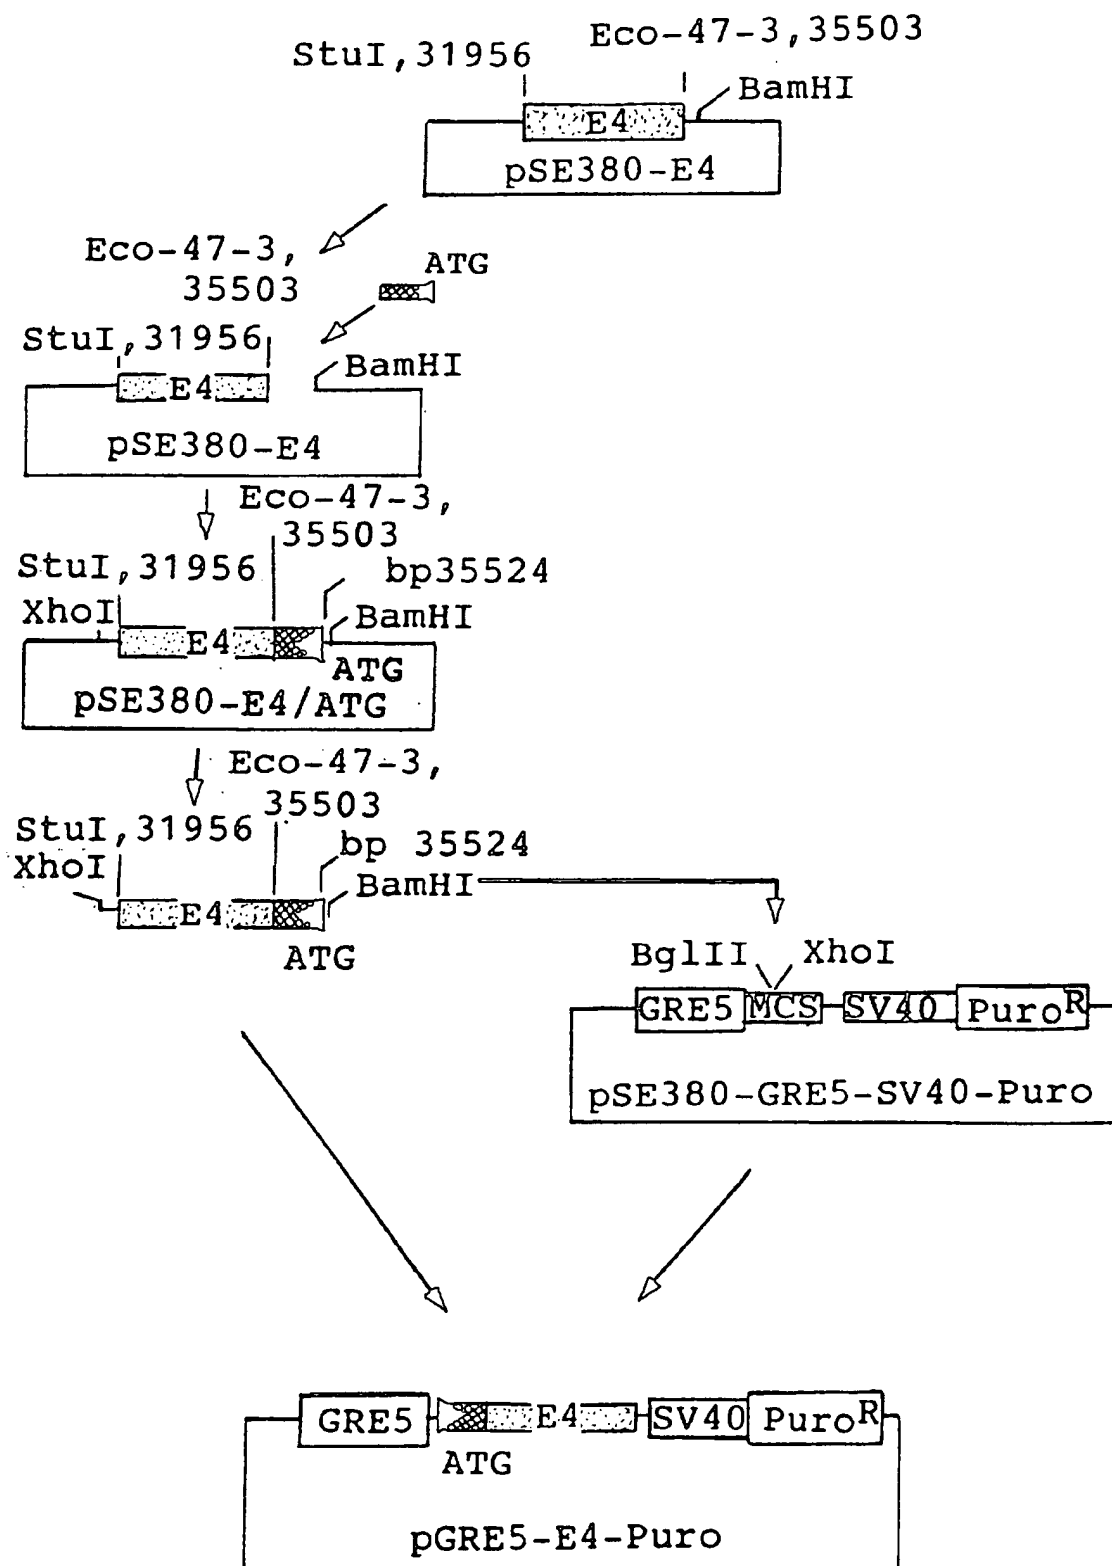 StuI,31956
Eco-47-3,35503
BamHI
E4
pSE380-E4
Eco-47-3,
35503
ATG
StuI,31956
BamHI
E4
pSE380-E4
Eco-47-3,
35503
StuI,31956
bp35524
XhoI
BamHI
E4
ATG
pSE380-E4/ATG
Eco-47-3,
35503
StuI,31956
bp 35524
XhoI
BamHI
E4
ATG
BglII
XhoI
GRE5
MCS
SV40
PuroR
pSE380-GRE5-SV40-Puro
GRE5
E4
SV40
PuroR
ATG
pGRE5-E4-Puro